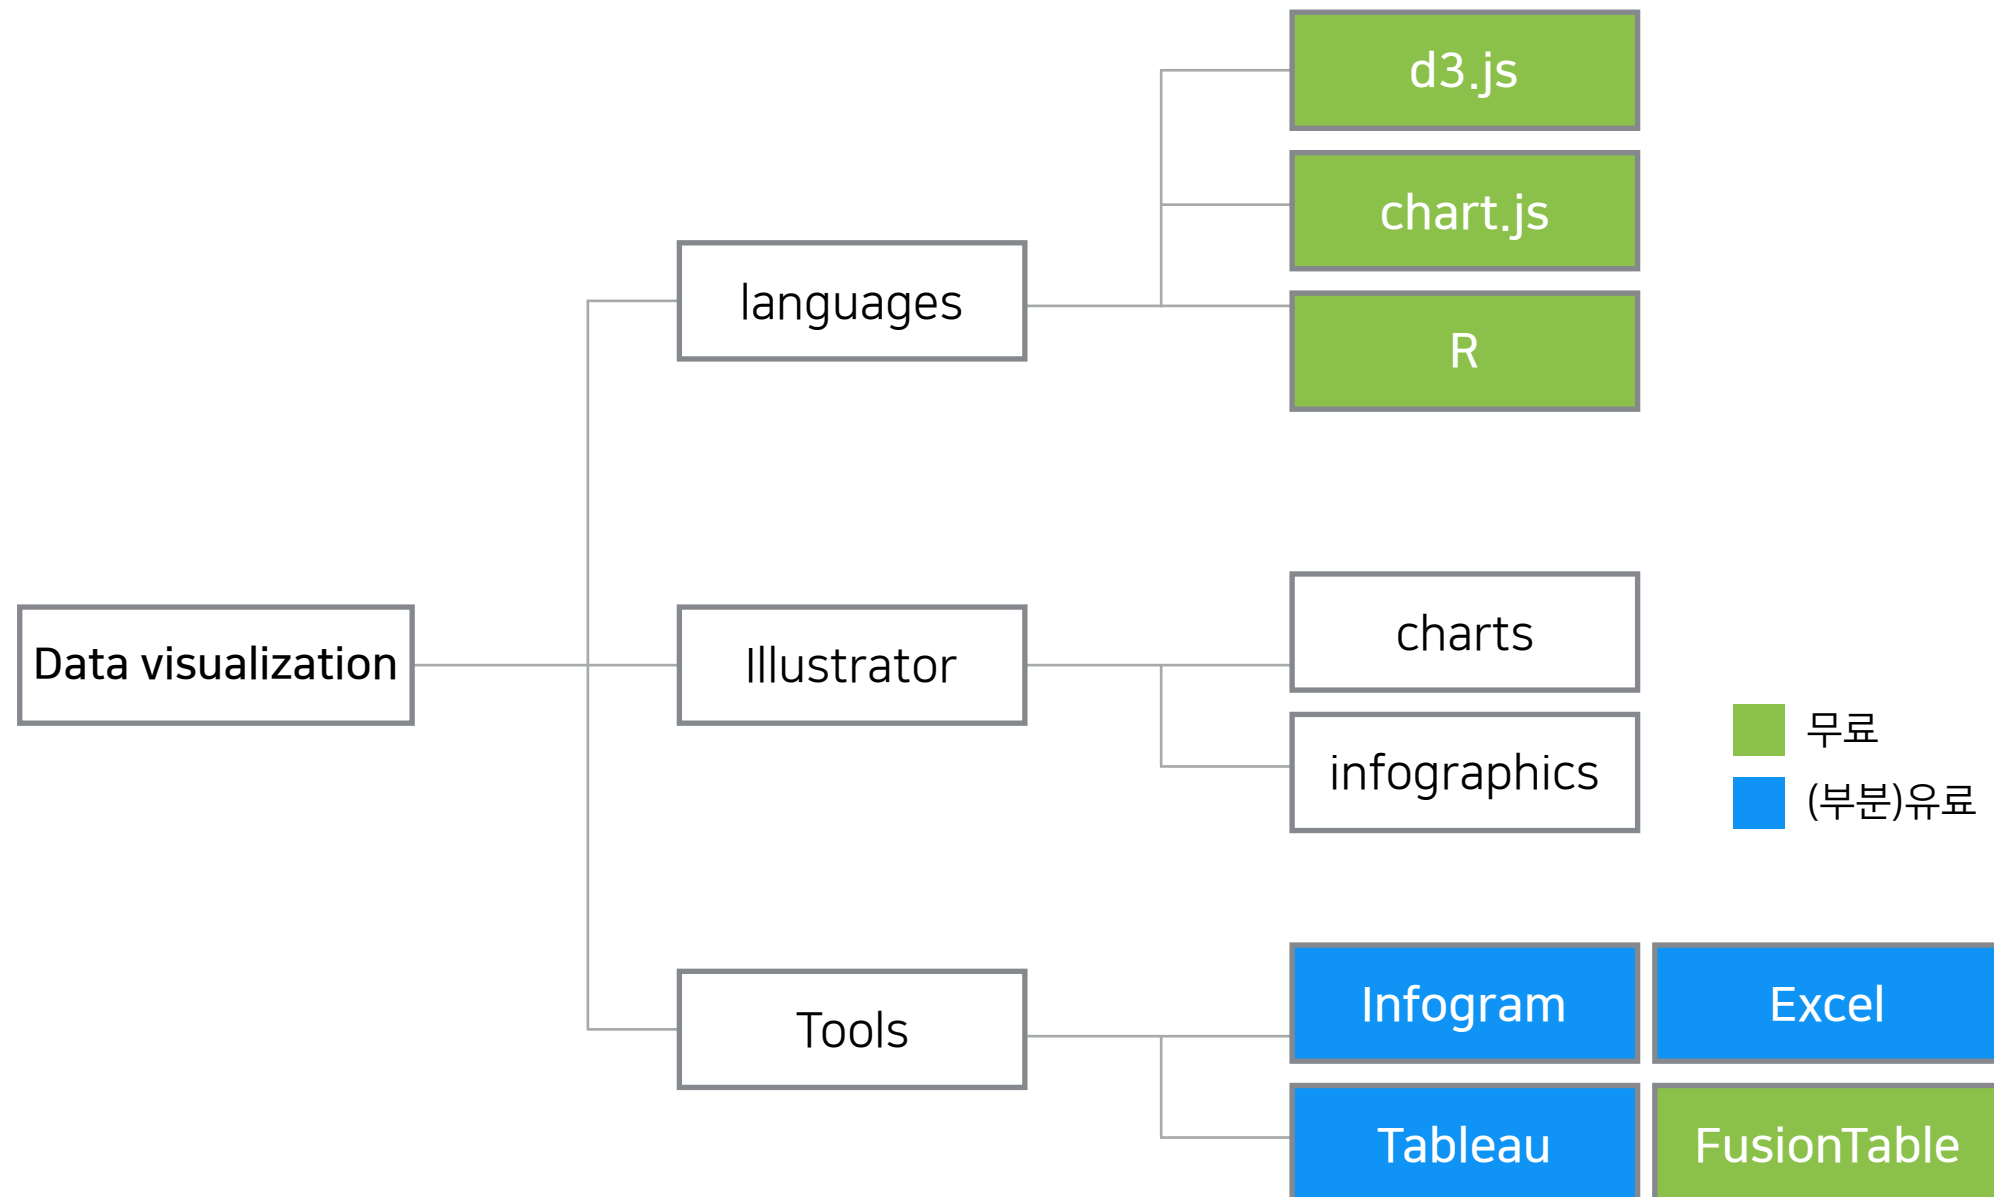 d3.js
chart.js
languages
R
charts
Data visualization
Illustrator
infographics
무료
(부분)유료
Infogram
Excel
Tools
Tableau
FusionTable